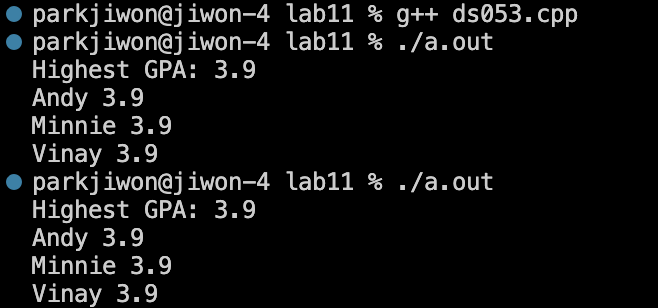 parkjiwon@jiwon-4 lab11 % g++ ds053.cpp
parkjiwon@jiwon-4 lab11 % ./a.out
Highest GPA: 3.9
Andy 3.9
Minnie 3.9
Vinay 3.9
parkjiwon@jiwon-4 lab11 % ./a.out
Highest GPA: 3.9
Andy 3.9
Minnie 3.9
Vinay 3.9